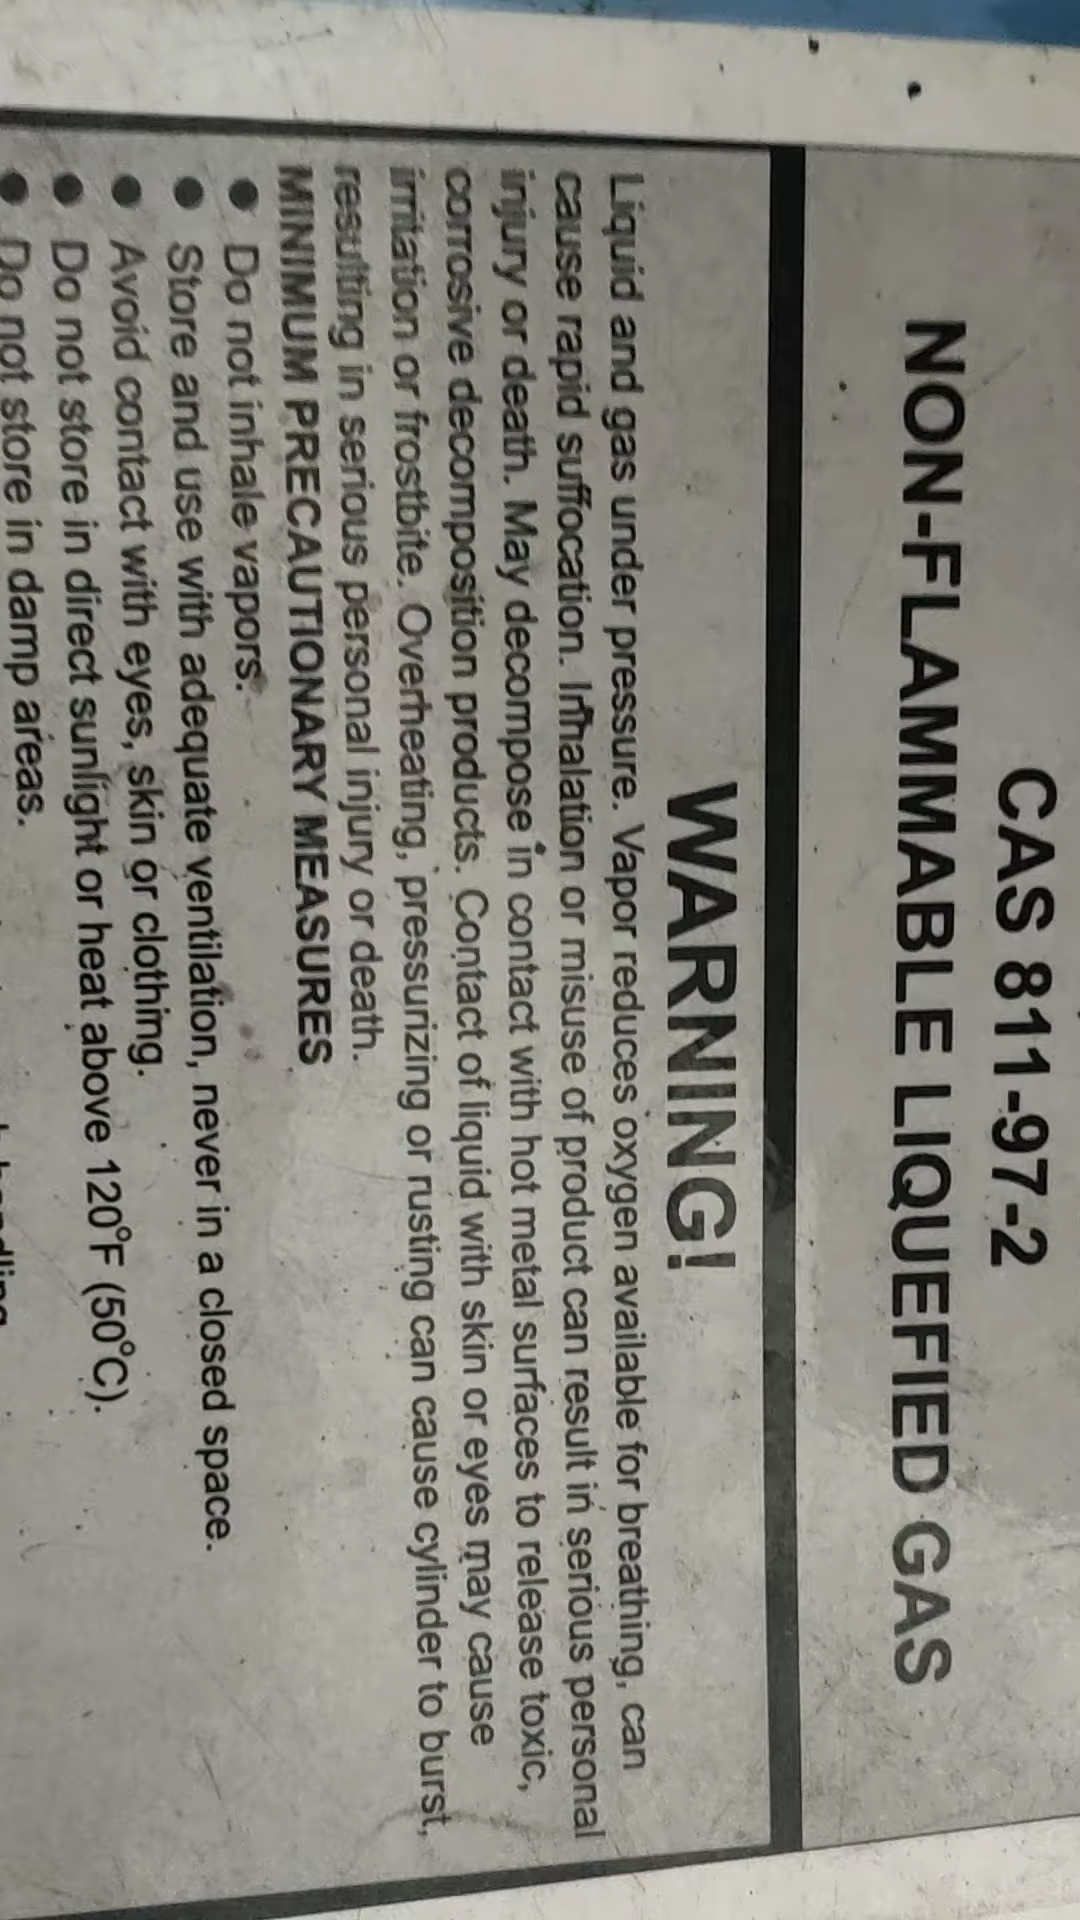 CAS 811-97-2
NON-FLAMMABLE LIQUEFIED GAS
WARNING!
Liquid and gas under pressure. Vapor reduces oxygen available for breathing, can
cause rapid suffocation. Inhalation or misuse of product can result in serious personal
injury or death. May decompose in contact with hot metal surfaces to release toxic,
corrosive decomposition products. Contact of liquid with skin or eyes may cause
irritation or frostbite. Overheating, pressurizing or rusting can cause cylinder to burst,
resulting in serious personal injury or death.
MINIMUM PRECAUTIONARY MEASURES
● Do not inhale vapors.
● Store and use with adequate ventilation, never in a closed space.
● Avoid contact with eyes, skin or clothing.
● Do not store in direct sunlight or heat above 120°F (50°C).
● Do not store in damp areas.